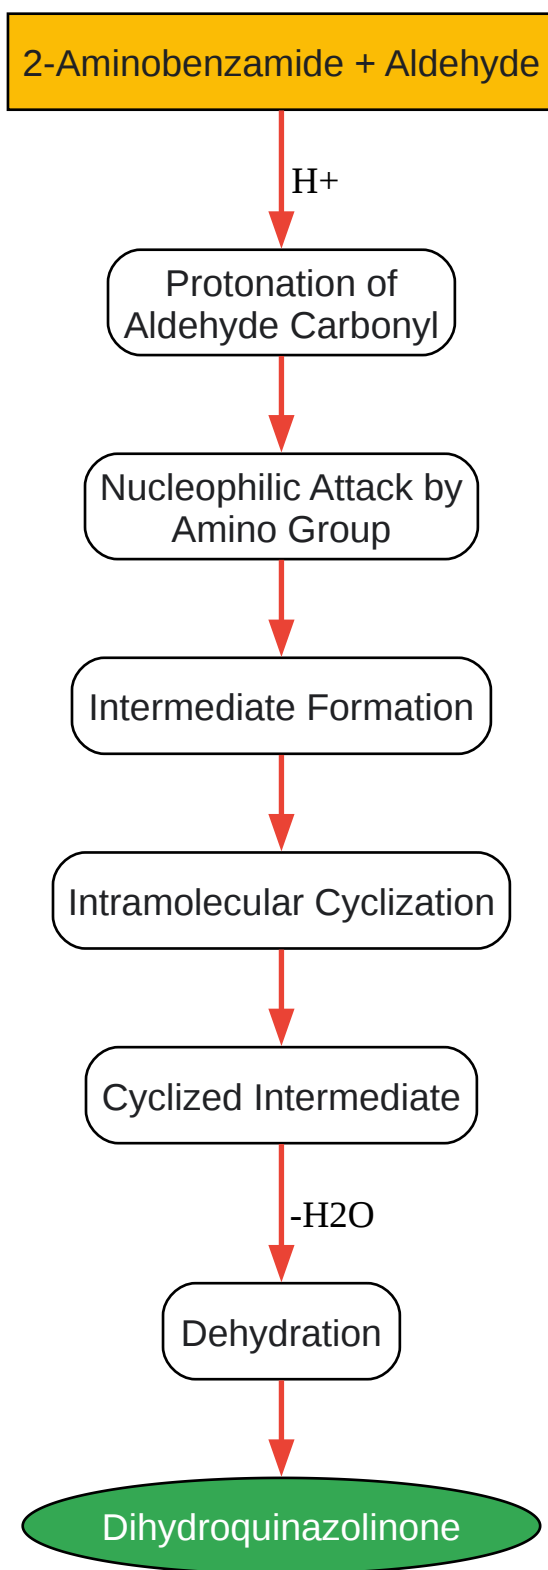 2-Aminobenzamide + Aldehyde
H+
Protonation of
Aldehyde Carbonyl
Nucleophilic Attack by
Amino Group
Intermediate Formation
Intramolecular Cyclization
Cyclized Intermediate
-H2O
Dehydration
Dihydroquinazolinone